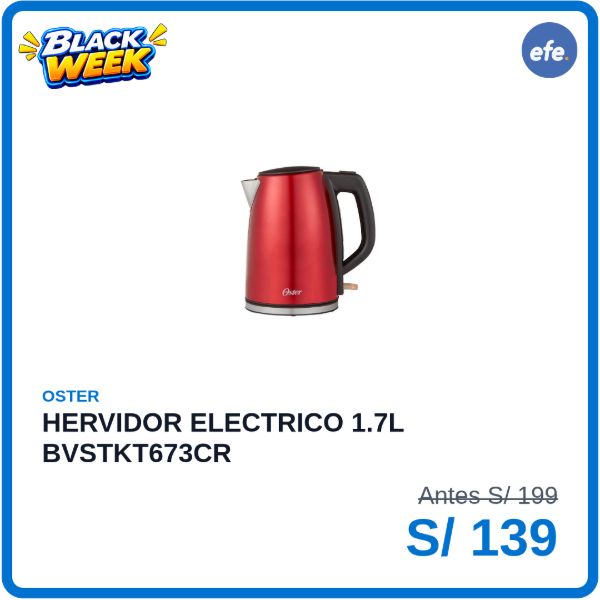 BLACK
WEEK
efe.
Oster
OSTER
HERVIDOR ELECTRICO 1.7L
BVSTKT673CR
Antes S/ 199
S/ 139